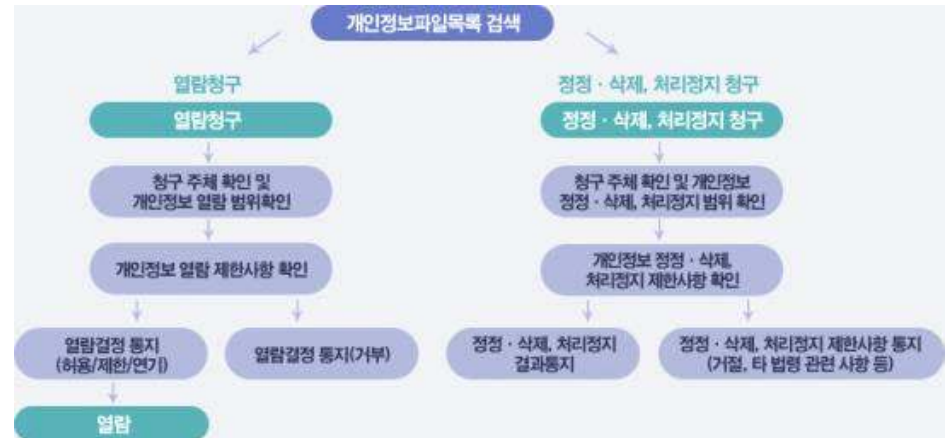 개인정보파일목록 검색
열람청구
열람청구
청구 주체 확인 및
개인정보 열람 범위확인
개인정보 열람 제한사항 확인
열람결정 통지
(허용/제한/연기)
열람결정 통지(거부)
열람
정정 · 삭제, 처리정지 청구
정정 · 삭제, 처리정지 청구
청구 주체 확인 및 개인정보
정정 · 삭제, 처리정지 범위 확인
개인정보 정정 · 삭제,
처리정지 제한사항 확인
정정 · 삭제, 처리정지
결과통지
정정 · 삭제, 처리정지 제한사항 통지
(거절, 타 법령 관련 사항 등)